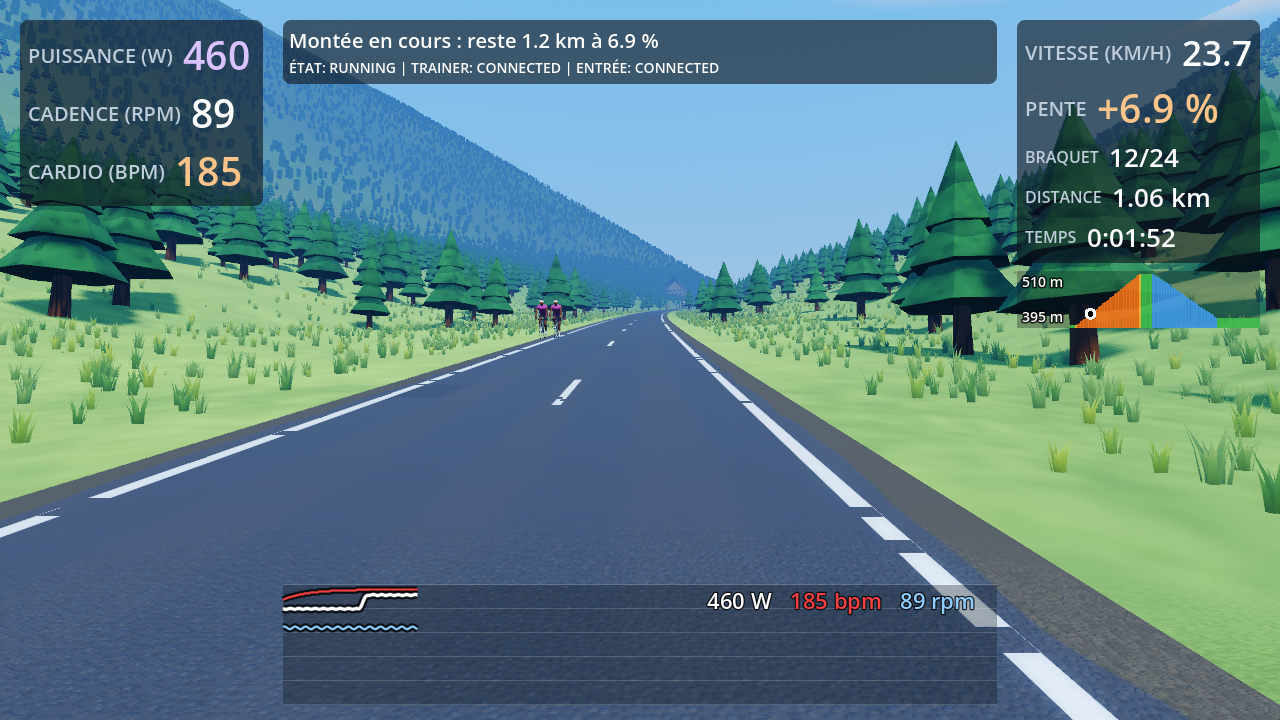 PUISSANCE (W) 460
CADENCE (RPM) 89
CARDIO (BPM) 185
Montée en cours : reste 1.2 km à 6.9 %
ÉTAT: RUNNING | TRAINER: CONNECTED | ENTRÉE: CONNECTED
VITESSE (KM/H) 23.7
PENTE +6.9 %
BRAQUET 12/24
DISTANCE 1.06 km
TEMPS 0:01:52
510 m
395 m
460 W 185 bpm 89 rpm